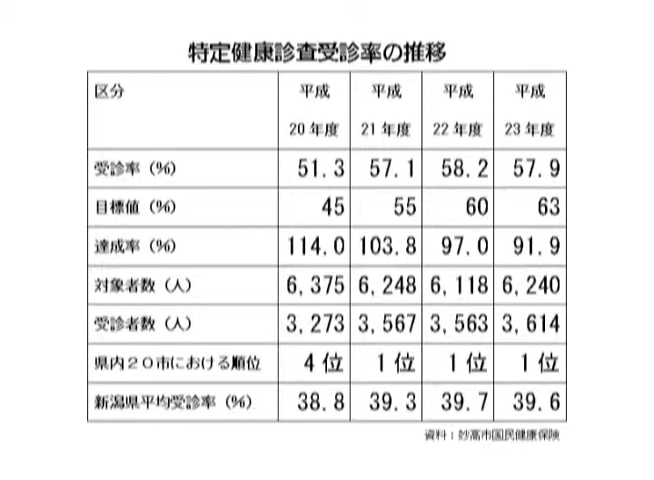 特定健康診査受診率の推移
区分 平成 平成 平成 平成
20年度 21年度 22年度 23年度
受診率（%） 51.3 57.1 58.2 57.9
目標値（%） 45 55 60 63
達成率（%） 114.0 103.8 97.0 91.9
対象者数（人） 6,375 6,248 6,118 6,240
受診者数（人） 3,273 3,567 3,563 3,614
県内２０市における順位 4位 1位 1位 1位
新潟県平均受診率（%） 38.8 39.3 39.7 39.6
資料：妙高市国民健康保険